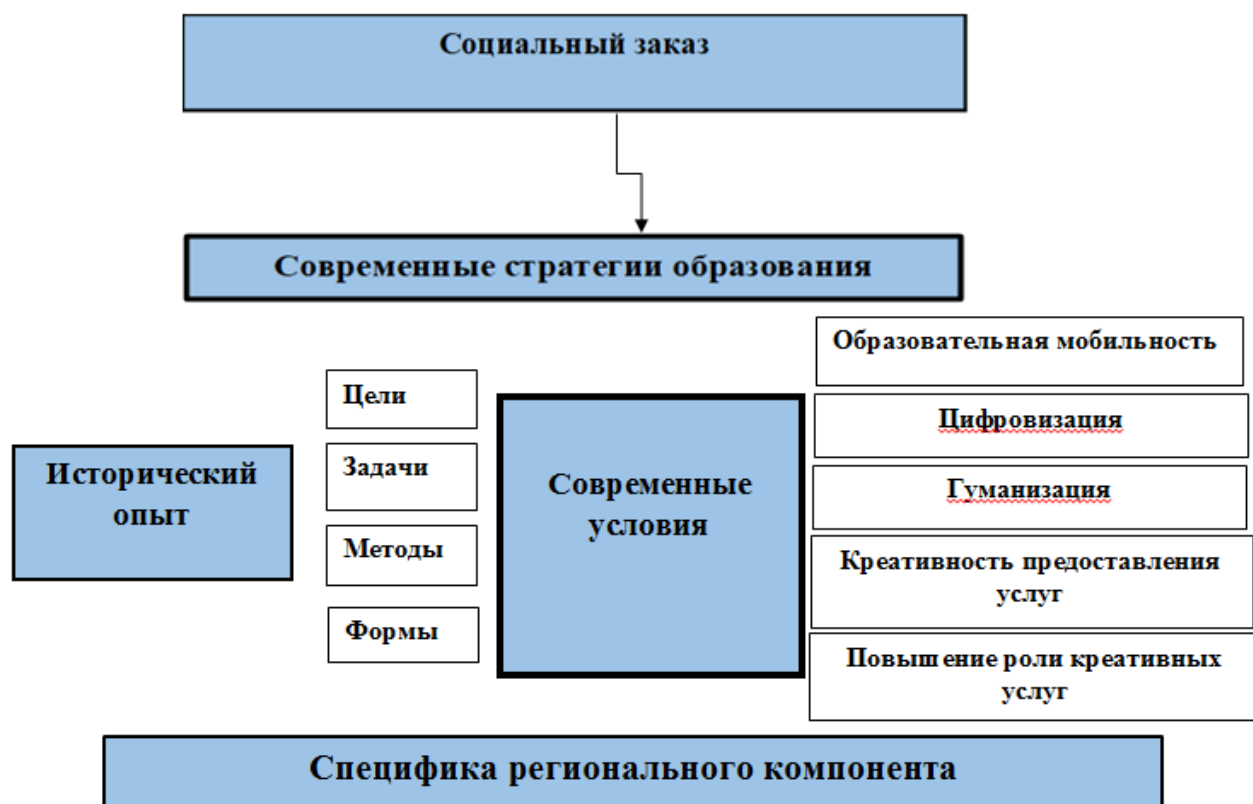 Социальный заказ
Современные стратегии образования
Исторический
опыт
Цели
Задачи
Методы
Формы
Современные
условия
Образовательная мобильность
Цифровизация
Гуманизация
Креативность предоставления
услуг
Повышение роли креативных
услуг
Специфика регионального компонента